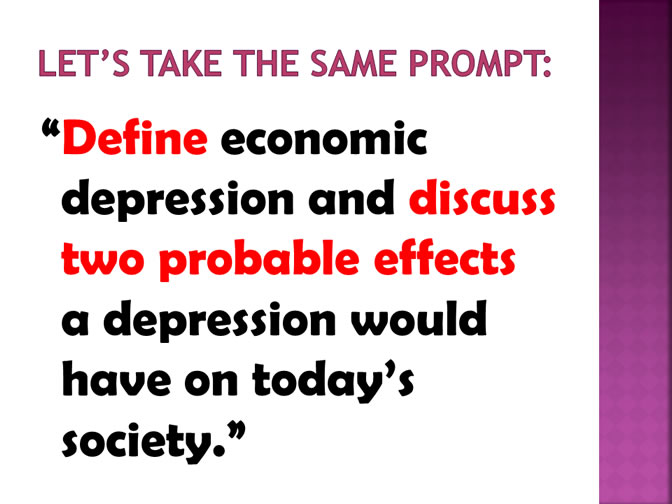 LET’S TAKE THE SAME PROMPT:
“Define economic
depression and discuss
two probable effects
a depression would
have on today’s
society.”